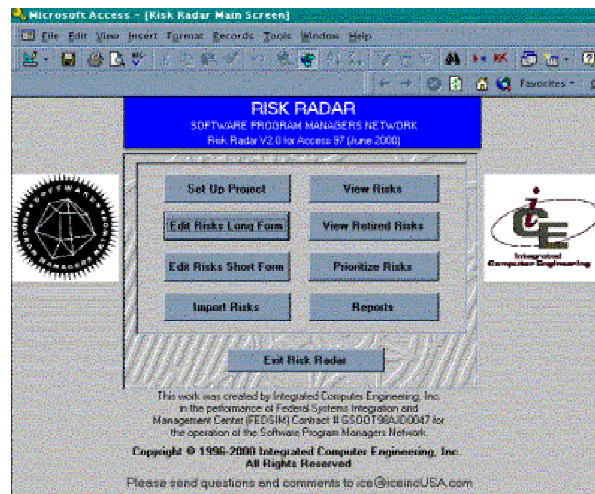 Microsoft Access - [Risk Radar Main Screen]
File Edit View Insert Format Records Tools Window Help
Favorites
RISK RADAR
SOFTWARE PROGRAM MANAGERS NETWORK
Risk Radar V2.0 for Access 97 (June 2000)
Set Up Project View Risks
Edit Risks Long Form View Retired Risks
Edit Risks Short Form Prioritize Risks
Import Risks Reports
Exit Risk Radar
SOFTWARE
iCE
Integrated
Computer Engineering
This work was created by Integrated Computer Engineering, Inc.
in the performance of Federal Systems Integration and
Management Center (FEDSIM) Contract # GS00T98AJD0047 for
the operation of the Software Program Managers Network.
Copyright © 1996-2000 Integrated Computer Engineering, Inc.
All Rights Reserved
Please send questions and comments to ice@iceincUSA.com